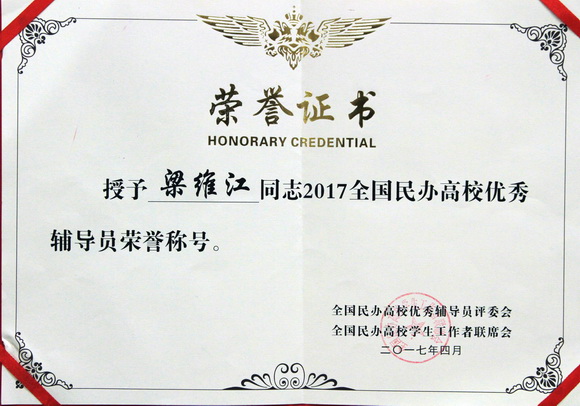 荣誉证书
HONORARY CREDENTIAL
授予 梁维江 同志2017全国民办高校优秀
辅导员荣誉称号。
全国民办高校优秀辅导员评委会
全国民办高校学生工作者联席会
二〇一七年四月